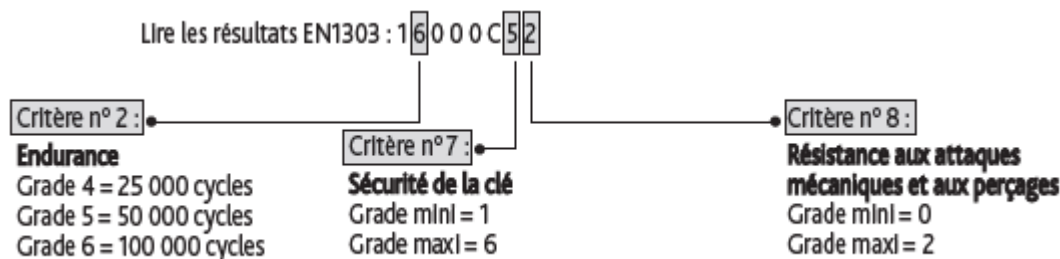 Lire les résultats EN1303 : 1 6 0 0 0 C 5 2
Critère n° 2 :
Endurance
Grade 4 = 25 000 cycles
Grade 5 = 50 000 cycles
Grade 6 = 100 000 cycles
Critère n° 7 :
Sécurité de la clé
Grade mini = 1
Grade maxi = 6
Critère n° 8 :
Résistance aux attaques
mécaniques et aux perçages
Grade mini = 0
Grade maxi = 2